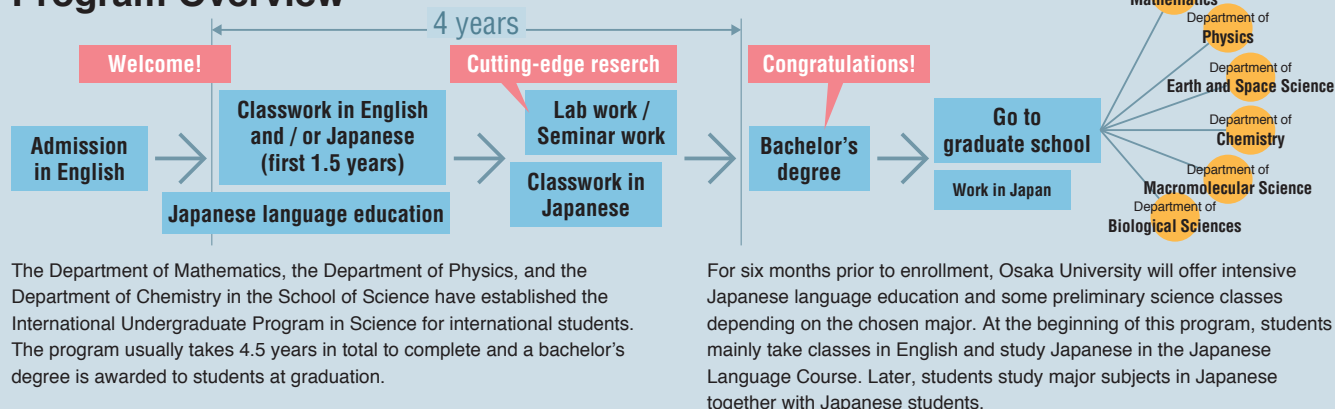 Program Overview
4 years
Welcome!
Cutting-edge reserch
Congratulations!
Admission
in English
Classwork in English
and / or Japanese
(first 1.5 years)
Japanese language education
Lab work /
Seminar work
Classwork in
Japanese
Bachelor's
degree
Go to
graduate school
Work in Japan
Mathematics
Department of
Physics
Department of
Earth and Space Science
Department of
Chemistry
Department of
Macromolecular Science
Department of
Biological Sciences
The Department of Mathematics, the Department of Physics, and the
Department of Chemistry in the School of Science have established the
International Undergraduate Program in Science for international students.
The program usually takes 4.5 years in total to complete and a bachelor's
degree is awarded to students at graduation.
For six months prior to enrollment, Osaka University will offer intensive
Japanese language education and some preliminary science classes
depending on the chosen major. At the beginning of this program, students
mainly take classes in English and study Japanese in the Japanese
Language Course. Later, students study major subjects in Japanese
together with Japanese students.